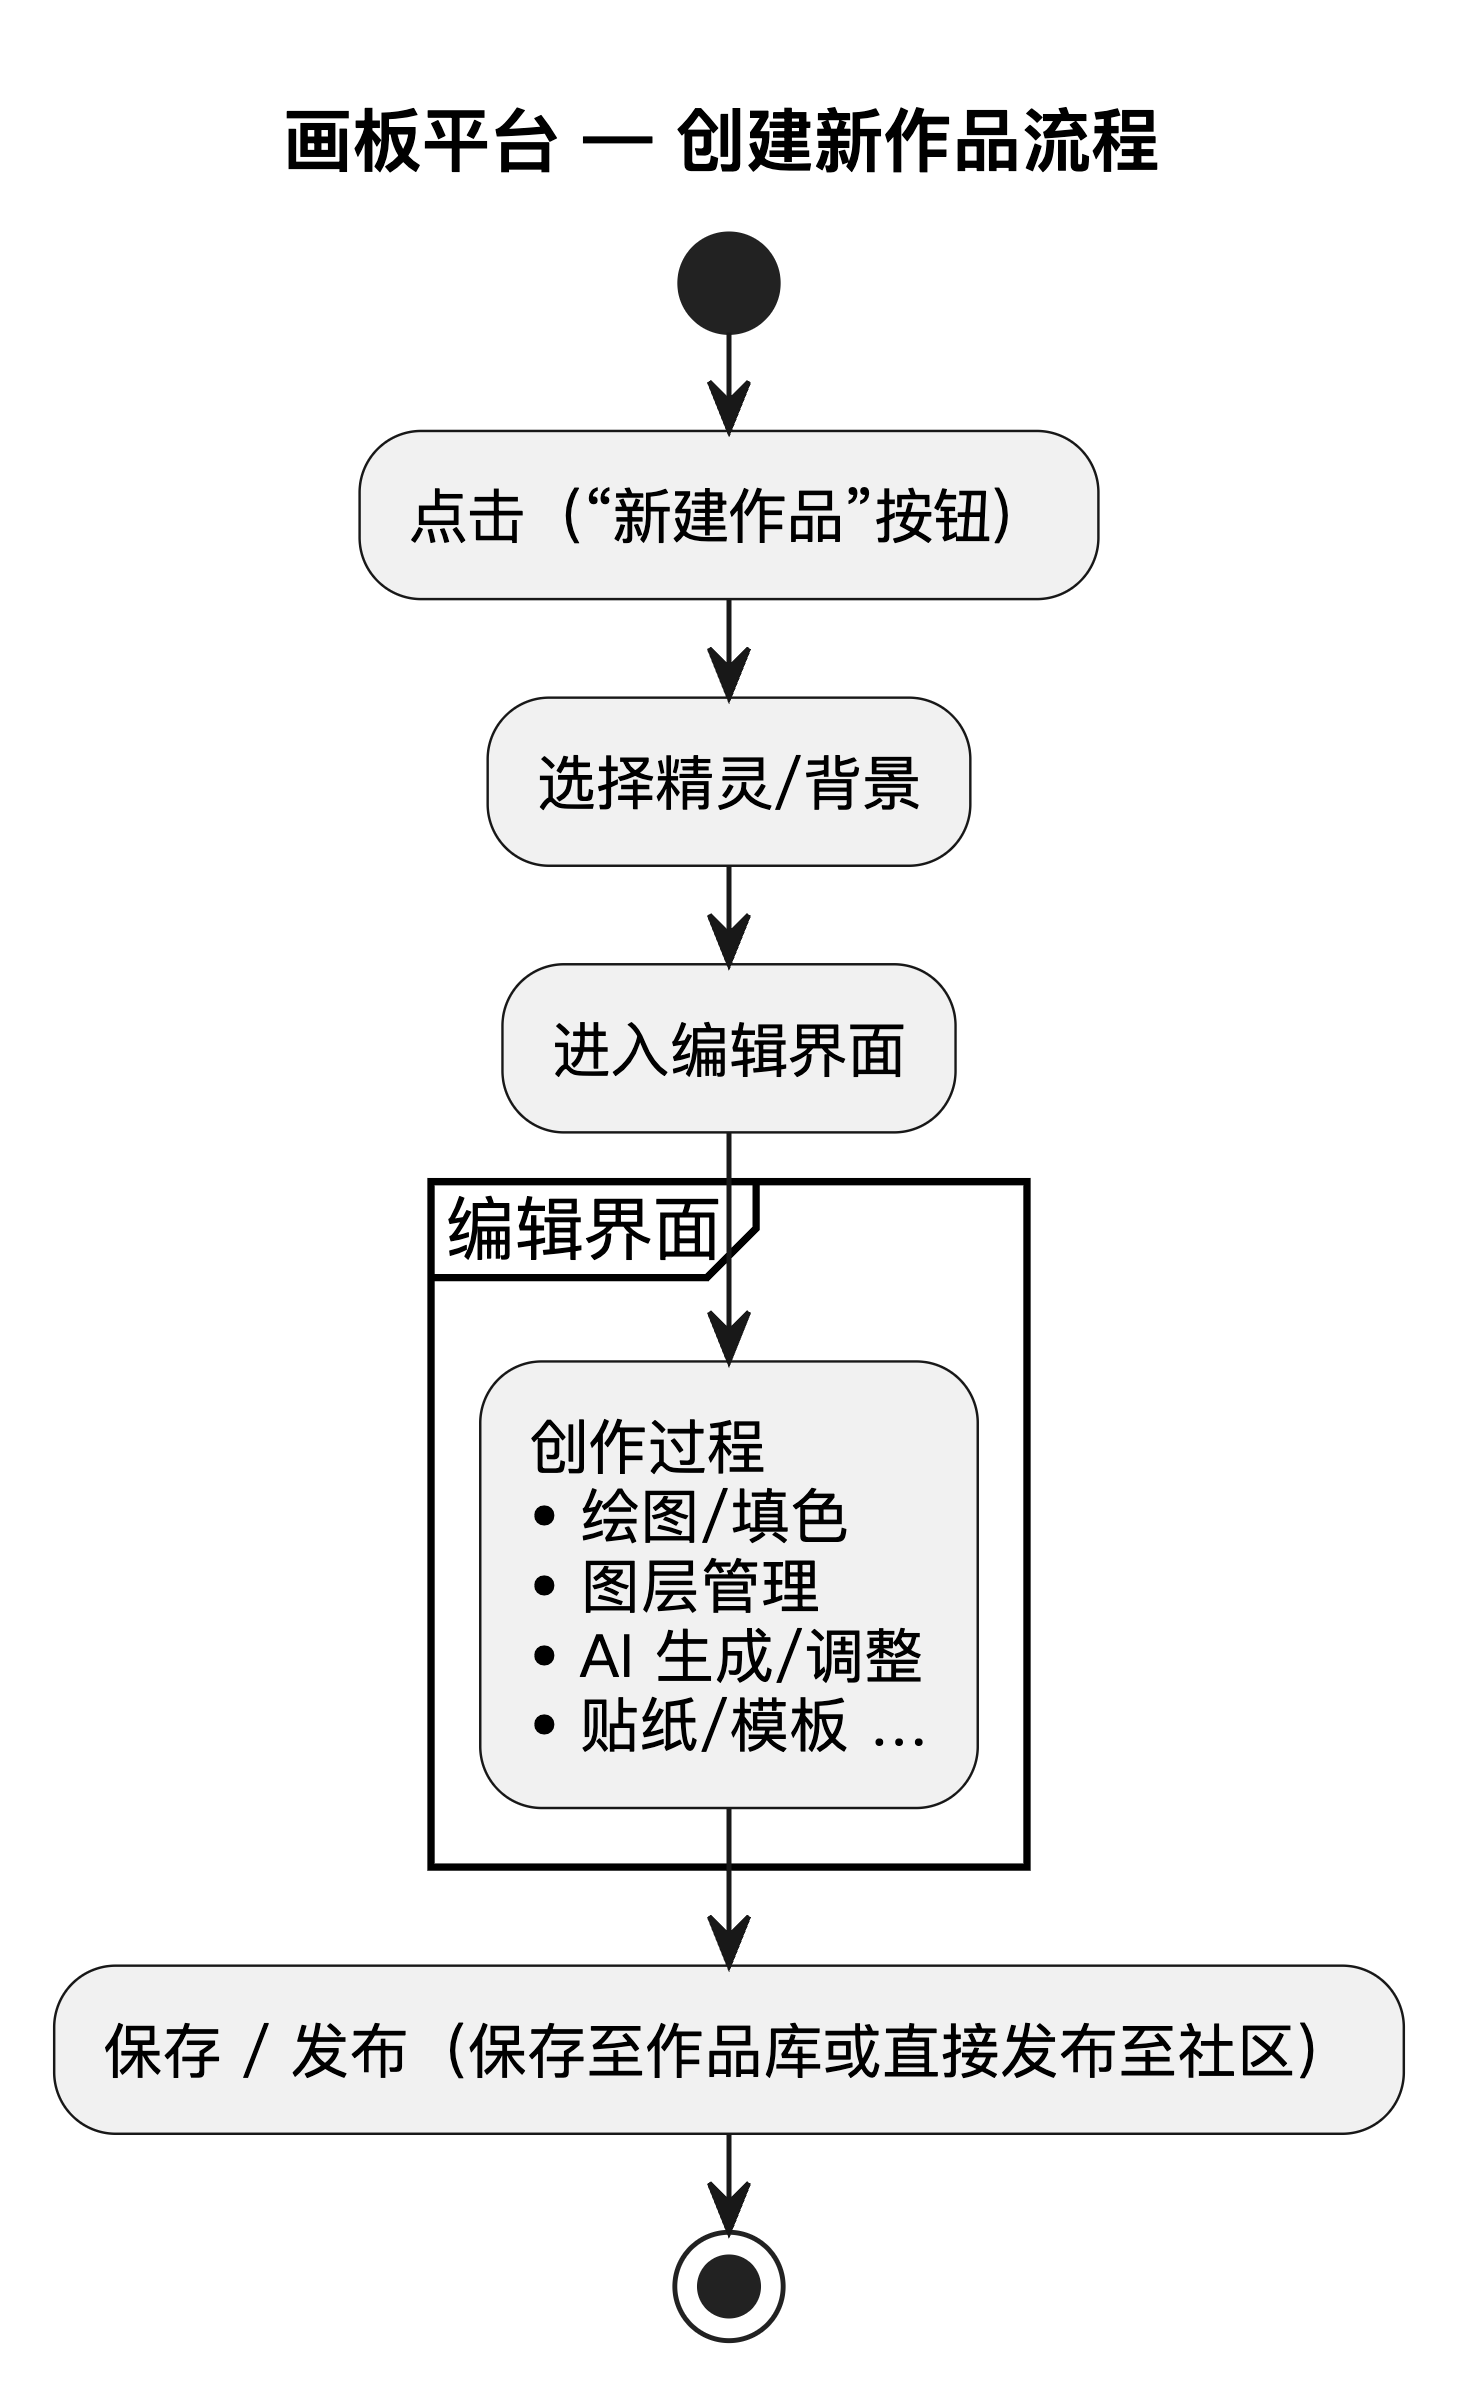 画板平台 — 创建新作品流程
点击（“新建作品”按钮）
选择精灵/背景
进入编辑界面
编辑界面
创作过程
• 绘图/填色
• 图层管理
• AI 生成/调整
• 贴纸/模板 …
保存 / 发布（保存至作品库或直接发布至社区）